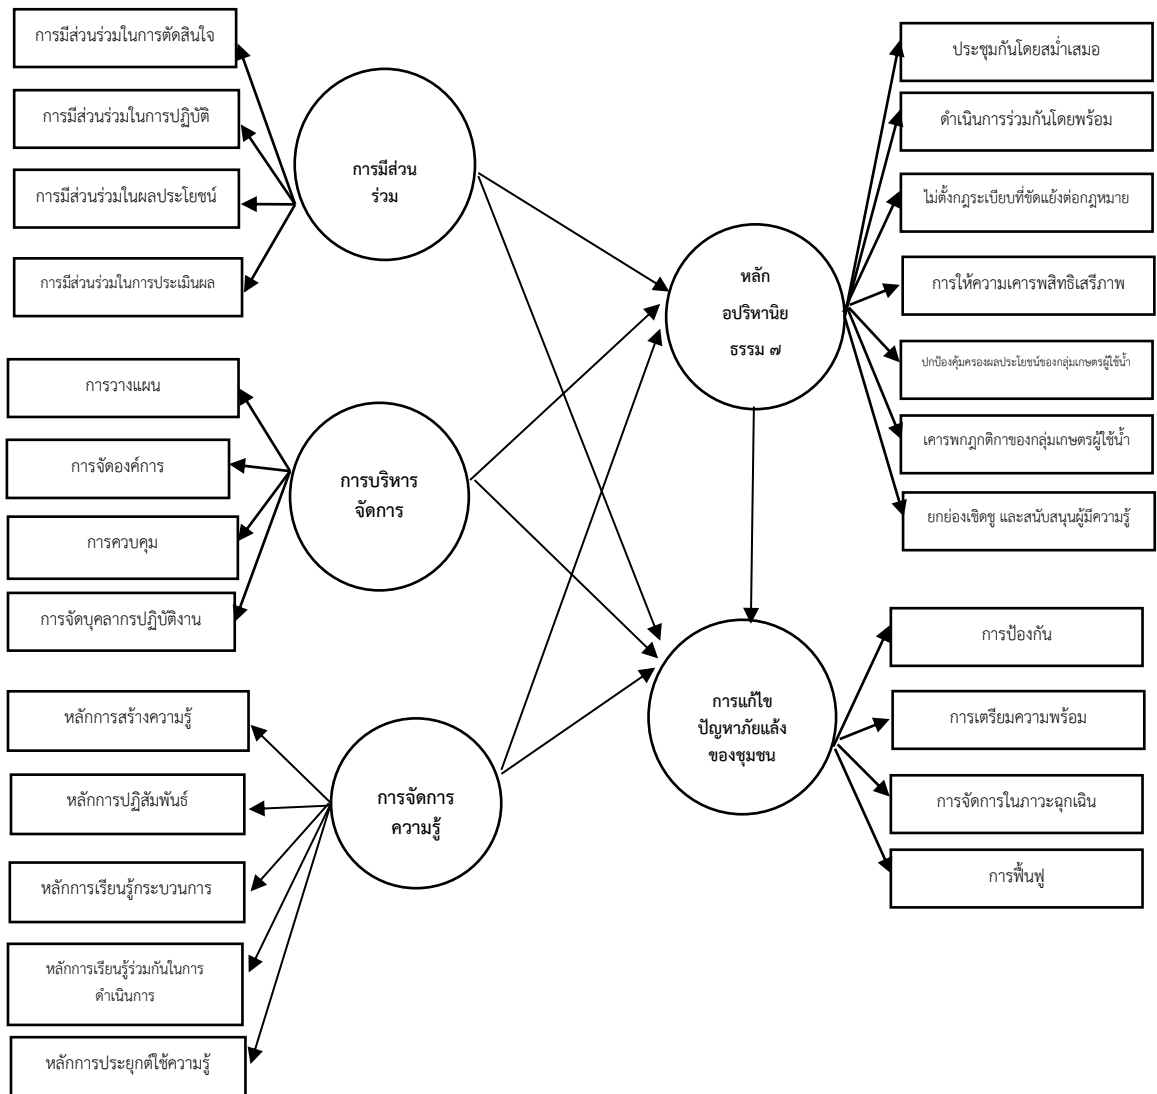 การมีส่วนร่วมในการตัดสินใจ
การมีส่วนร่วมในการปฏิบัติ
การมีส่วนร่วมในผลประโยชน์
การมีส่วนร่วมในการประเมินผล
การมีส่วน
ร่วม
การวางแผน
การจัดองค์การ
การควบคุม
การจัดบุคลากรปฏิบัติงาน
การบริหาร
จัดการ
หลักการสร้างความรู้
หลักการปฏิสัมพันธ์
หลักการเรียนรู้กระบวนการ
หลักการเรียนรู้ร่วมกันในการ
ดำเนินการ
หลักการประยุกต์ใช้ความรู้
การจัดการ
ความรู้
หลัก
อปริหานิย
ธรรม ๗
ประชุมกันโดยสม่ำเสมอ
ดำเนินการร่วมกันโดยพร้อม
ไม่ตั้งกฎระเบียบที่ขัดแย้งต่อกฎหมาย
การให้ความเคารพสิทธิเสรีภาพ
ปกป้องคุ้มครองผลประโยชน์ของกลุ่มเกษตรผู้ใช้น้ำ
เคารพกฎกติกาของกลุ่มเกษตรผู้ใช้น้ำ
ยกย่องเชิดชู และสนับสนุนผู้มีความรู้
การแก้ไข
ปัญหาภัยแล้ง
ของชุมชน
การป้องกัน
การเตรียมความพร้อม
การจัดการในภาวะฉุกเฉิน
การฟื้นฟู